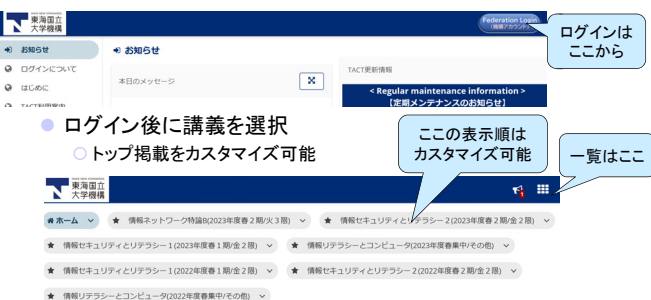 東海国立
大学機構
Federation Login
(機構アカウント)
ログインは
ここから
お知らせ
お知らせ
ログインについて
はじめに
TACT利用案内
本日のメッセージ
TACT更新情報
< Regular maintenance information >
【定期メンテナンスのお知らせ】
ログイン後に講義を選択
トップ掲載をカスタマイズ可能
ここの表示順は
カスタマイズ可能
一覧はここ
東海国立
大学機構
ホーム
情報ネットワーク特論B(2023年度春2期/火3限)
情報セキュリティとリテラシー2(2023年度春2期/金2限)
情報セキュリティとリテラシー1(2023年度春1期/金2限)
情報リテラシーとコンピュータ(2023年度春集中/その他)
情報セキュリティとリテラシー1(2022年度春1期/金2限)
情報セキュリティとリテラシー2(2022年度春2期/金2限)
情報リテラシーとコンピュータ(2022年度春集中/その他)